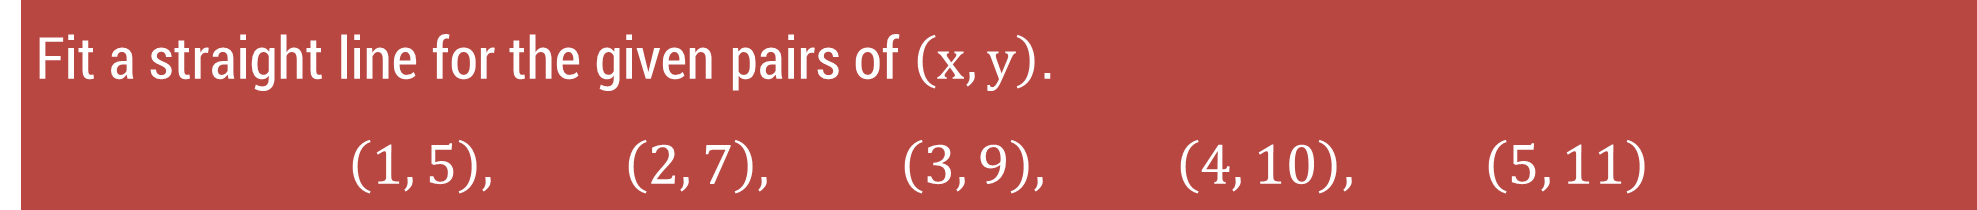 Fit a straight line for the given pairs of (x, y).
(1, 5), (2, 7), (3, 9), (4, 10), (5, 11)